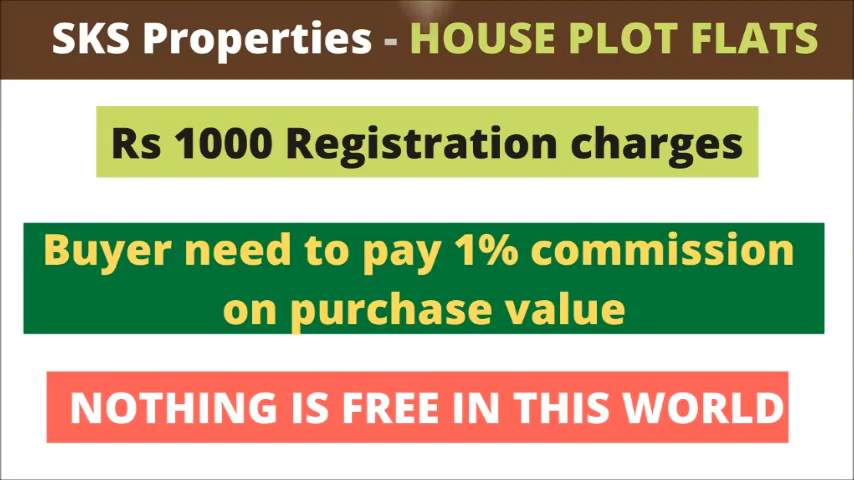 SKS Properties - HOUSE PLOT FLATS
Rs 1000 Registration charges
Buyer need to pay 1% commission
on purchase value
NOTHING IS FREE IN THIS WORLD